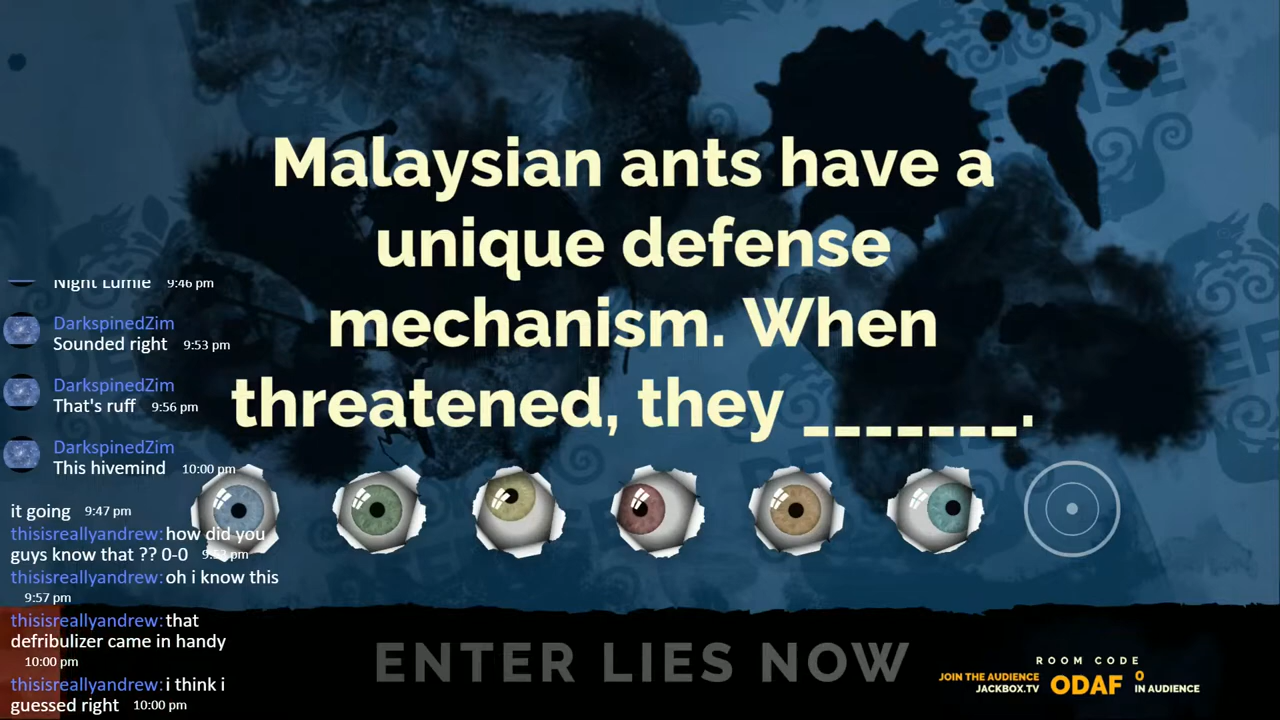 Malaysian ants have a
unique defense
mechanism. When
threatened, they _______.
Night Lumie 9:46 pm
DarkspinedZim
Sounded right 9:53 pm
DarkspinedZim
That's ruff 9:56 pm
DarkspinedZim
This hivemind 10:00 pm
it going 9:47 pm
thisisreallyandrew: how did you
guys know that ?? 0-0 9:53 pm
thisisreallyandrew: oh i know this
9:57 pm
thisisreallyandrew: that
defribulizer came in handy
10:00 pm
thisisreallyandrew: i think i
guessed right 10:00 pm
ENTER LIES NOW
ROOM CODE
JOIN THE AUDIENCE
JACKBOX.TV
ODAF
0
IN AUDIENCE